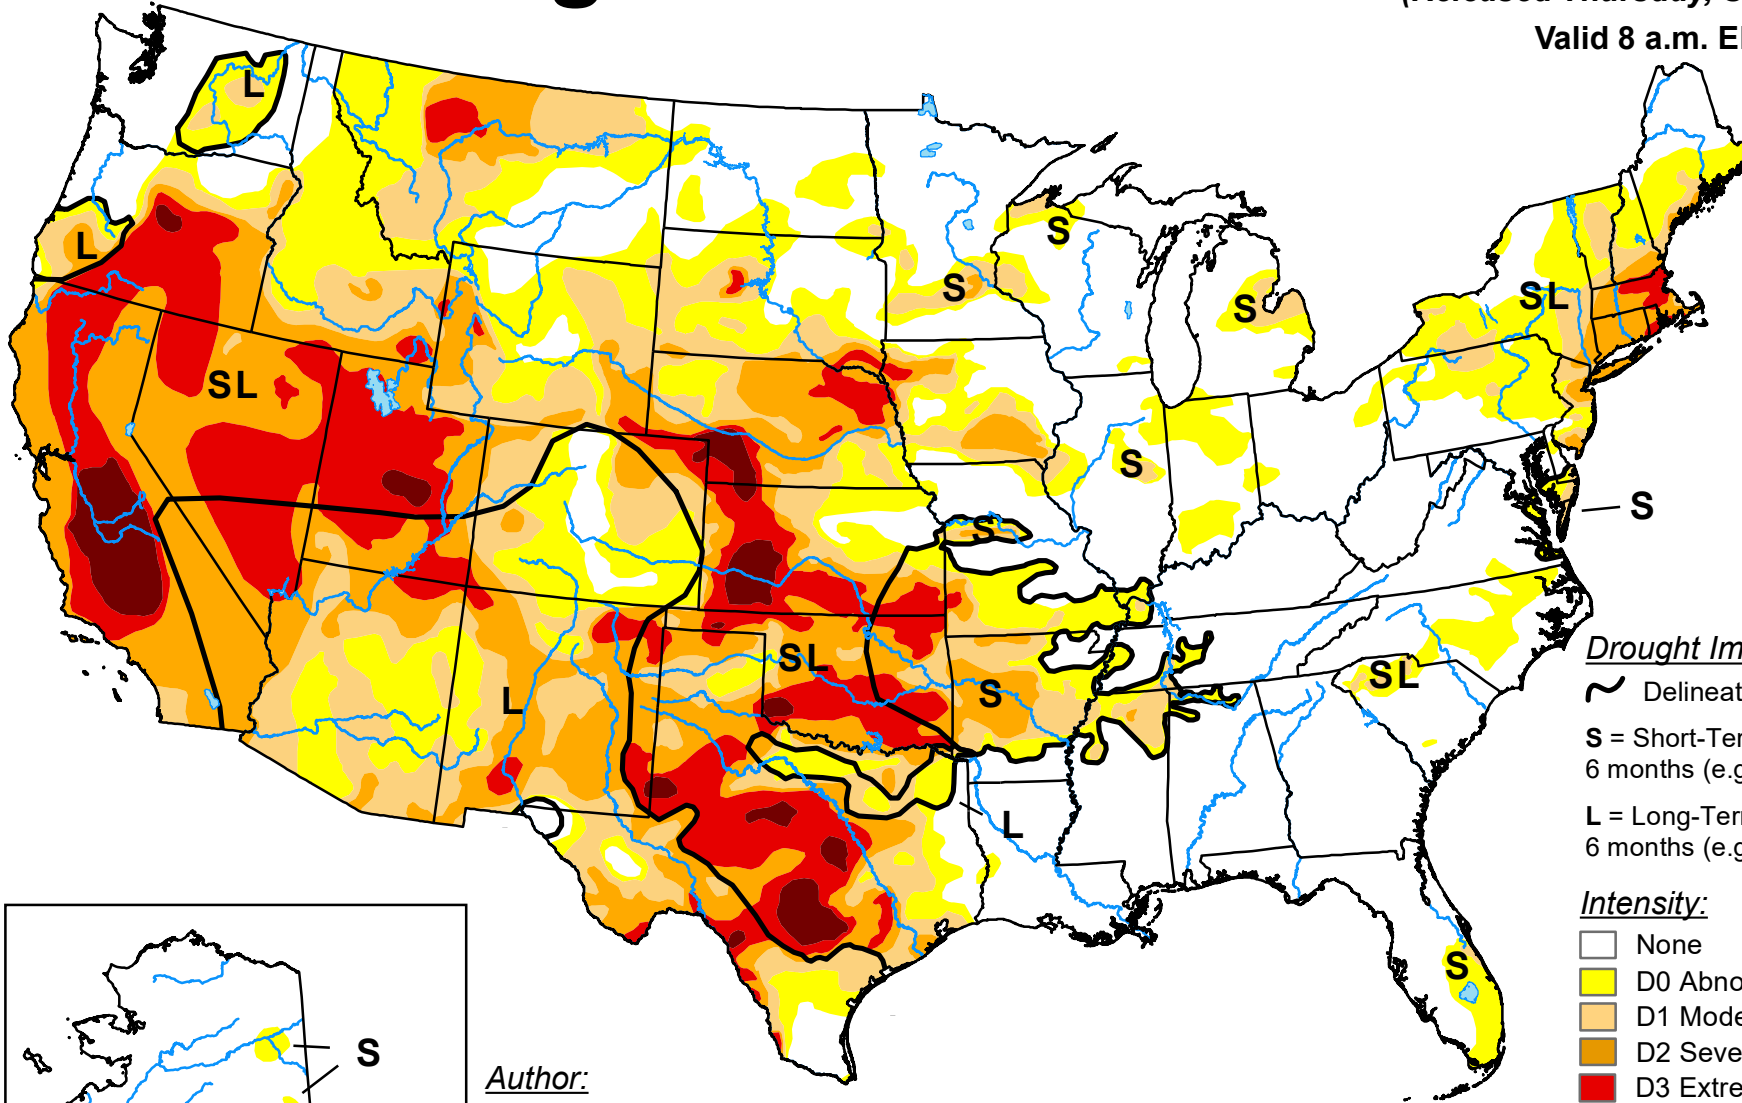 Valid 8 a.m.
L
L
S
S
S
SL
SL
S
S
S
SL
S
L
SL
L
S
S
Drought
Delineat
S = Short-Ter
6 months (e.g
L = Long-Ter
6 months (e.g
Intensity:
None
D0 Abno
D1 Mode
D2 Seve
D3 Extre
S
Author: